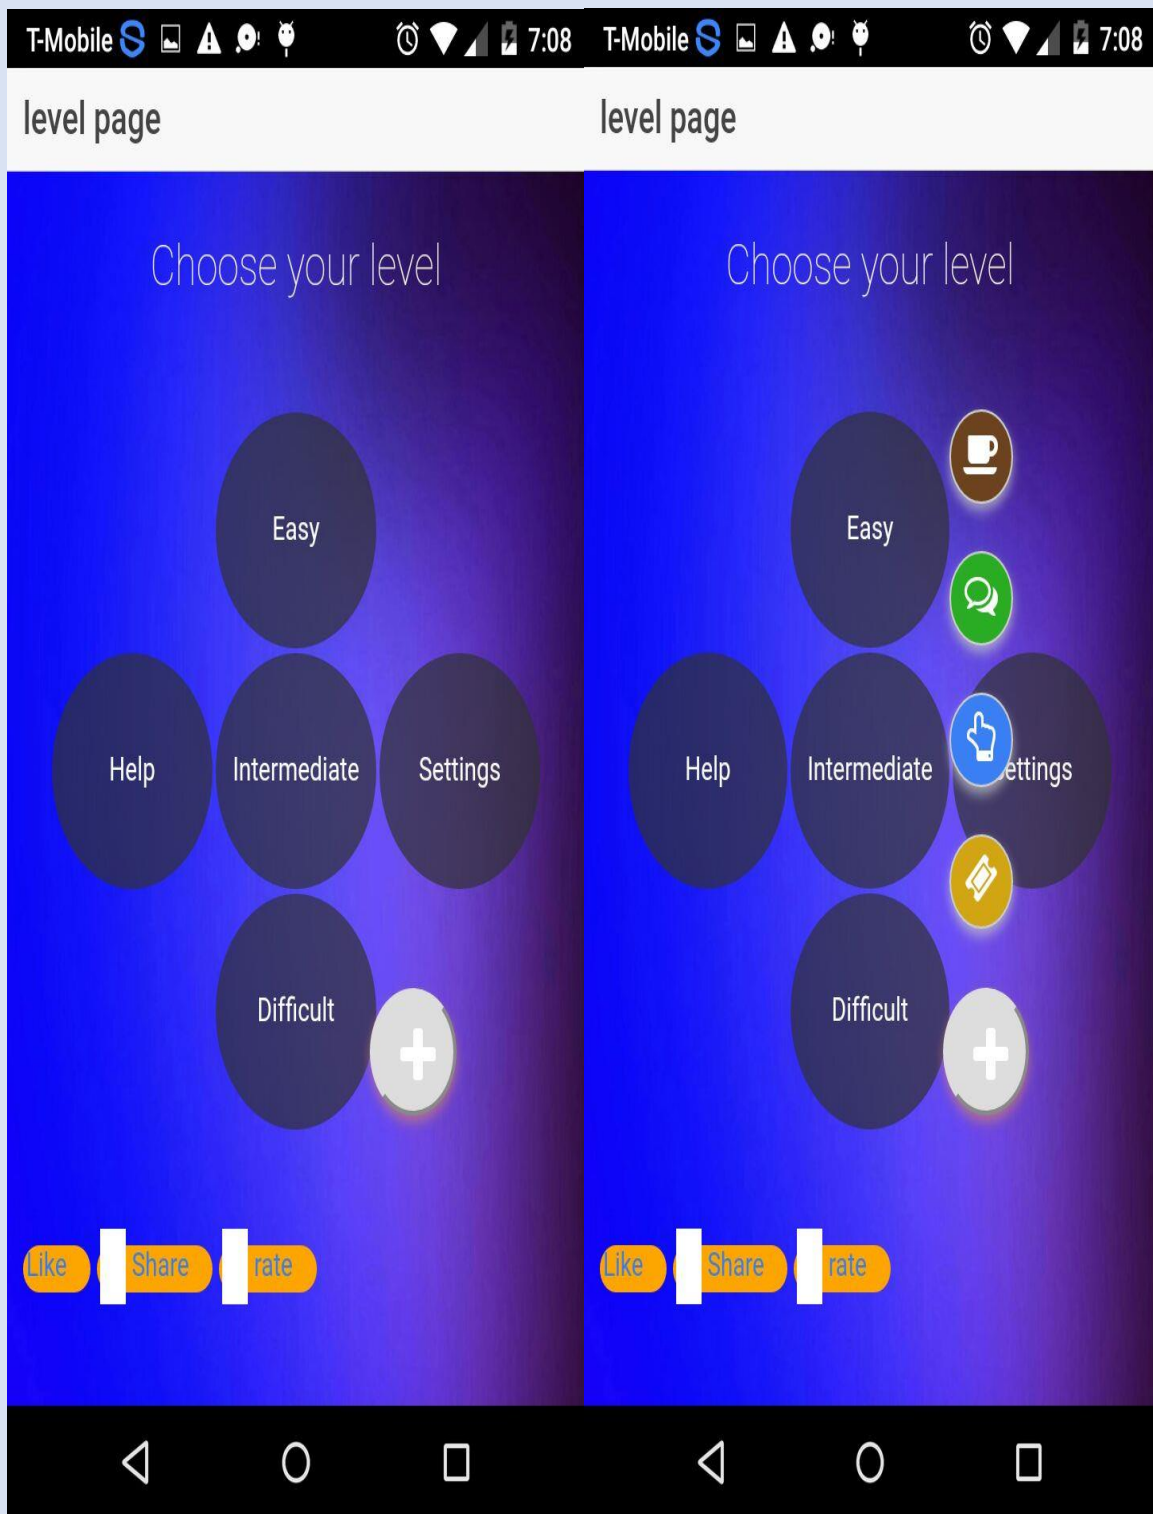 T-Mobile 7:08
level page
Choose your level
Easy
Help Intermediate Settings
Difficult
Like Share rate
T-Mobile 7:08
level page
Choose your level
Easy
Help Intermediate ettings
Difficult
Like Share rate